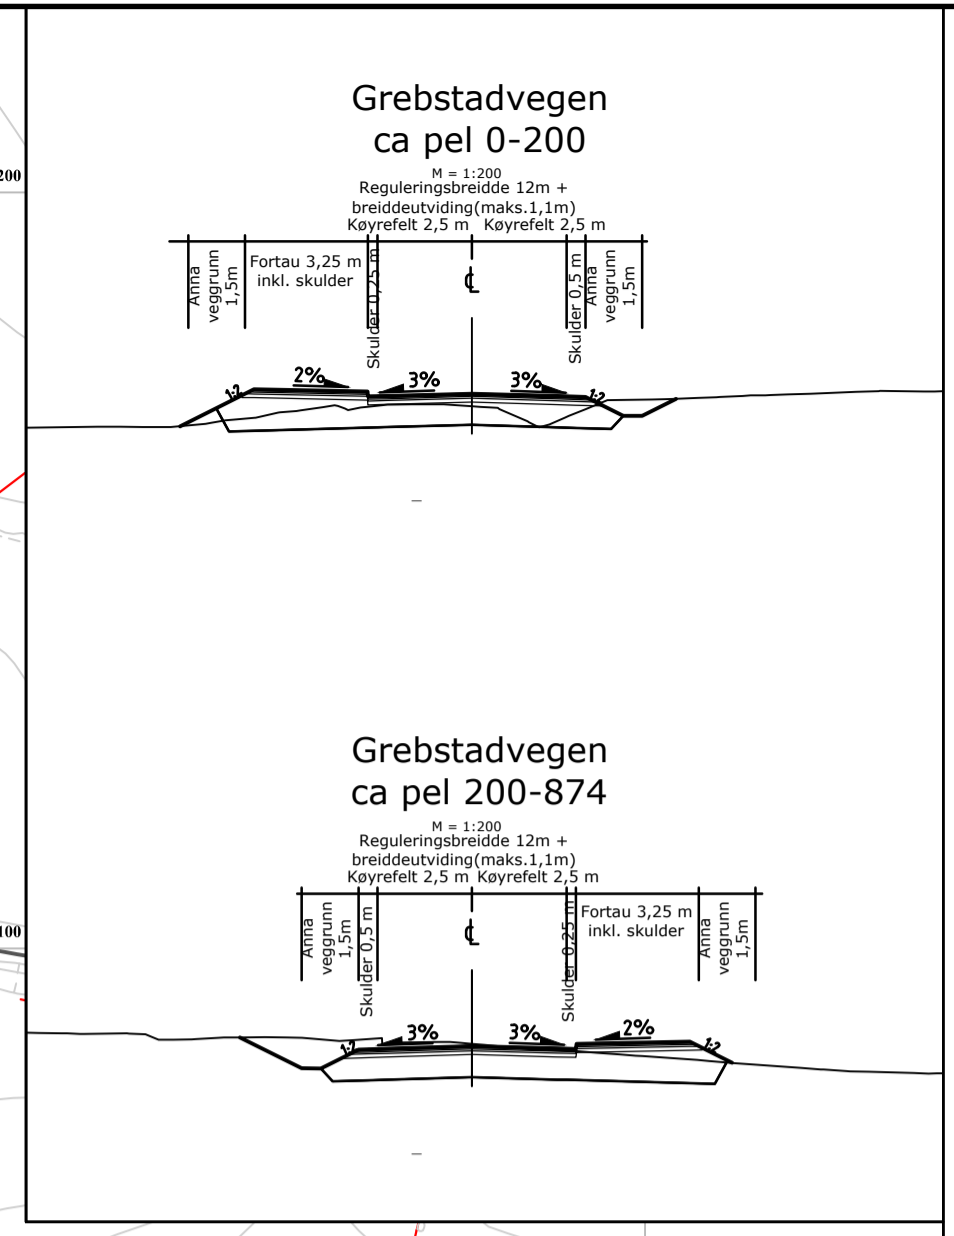 Grebstadvegen
ca pel 0-200
M = 1:200
Reguleringsbreidde 12m +
breiddeutviding(maks.1,1m)
Køyrefelt 2,5 m Køyrefelt 2,5 m
200
Anna
veggrunn
1,5m
Fortau 3,25 m
inkl. skulder
Skulder 0,25 m
℄
Skulder 0,5 m
Anna
veggrunn
1,5m
1:2
2%
3%
3%
1:2
Grebstadvegen
ca pel 200-874
M = 1:200
Reguleringsbreidde 12m +
breiddeutviding(maks.1,1m)
Køyrefelt 2,5 m Køyrefelt 2,5 m
100
Anna
veggrunn
1,5m
Skulder 0,5 m
℄
Skulder 0,25 m
Fortau 3,25 m
inkl. skulder
Anna
veggrunn
1,5m
1:2
3%
3%
2%
1:2